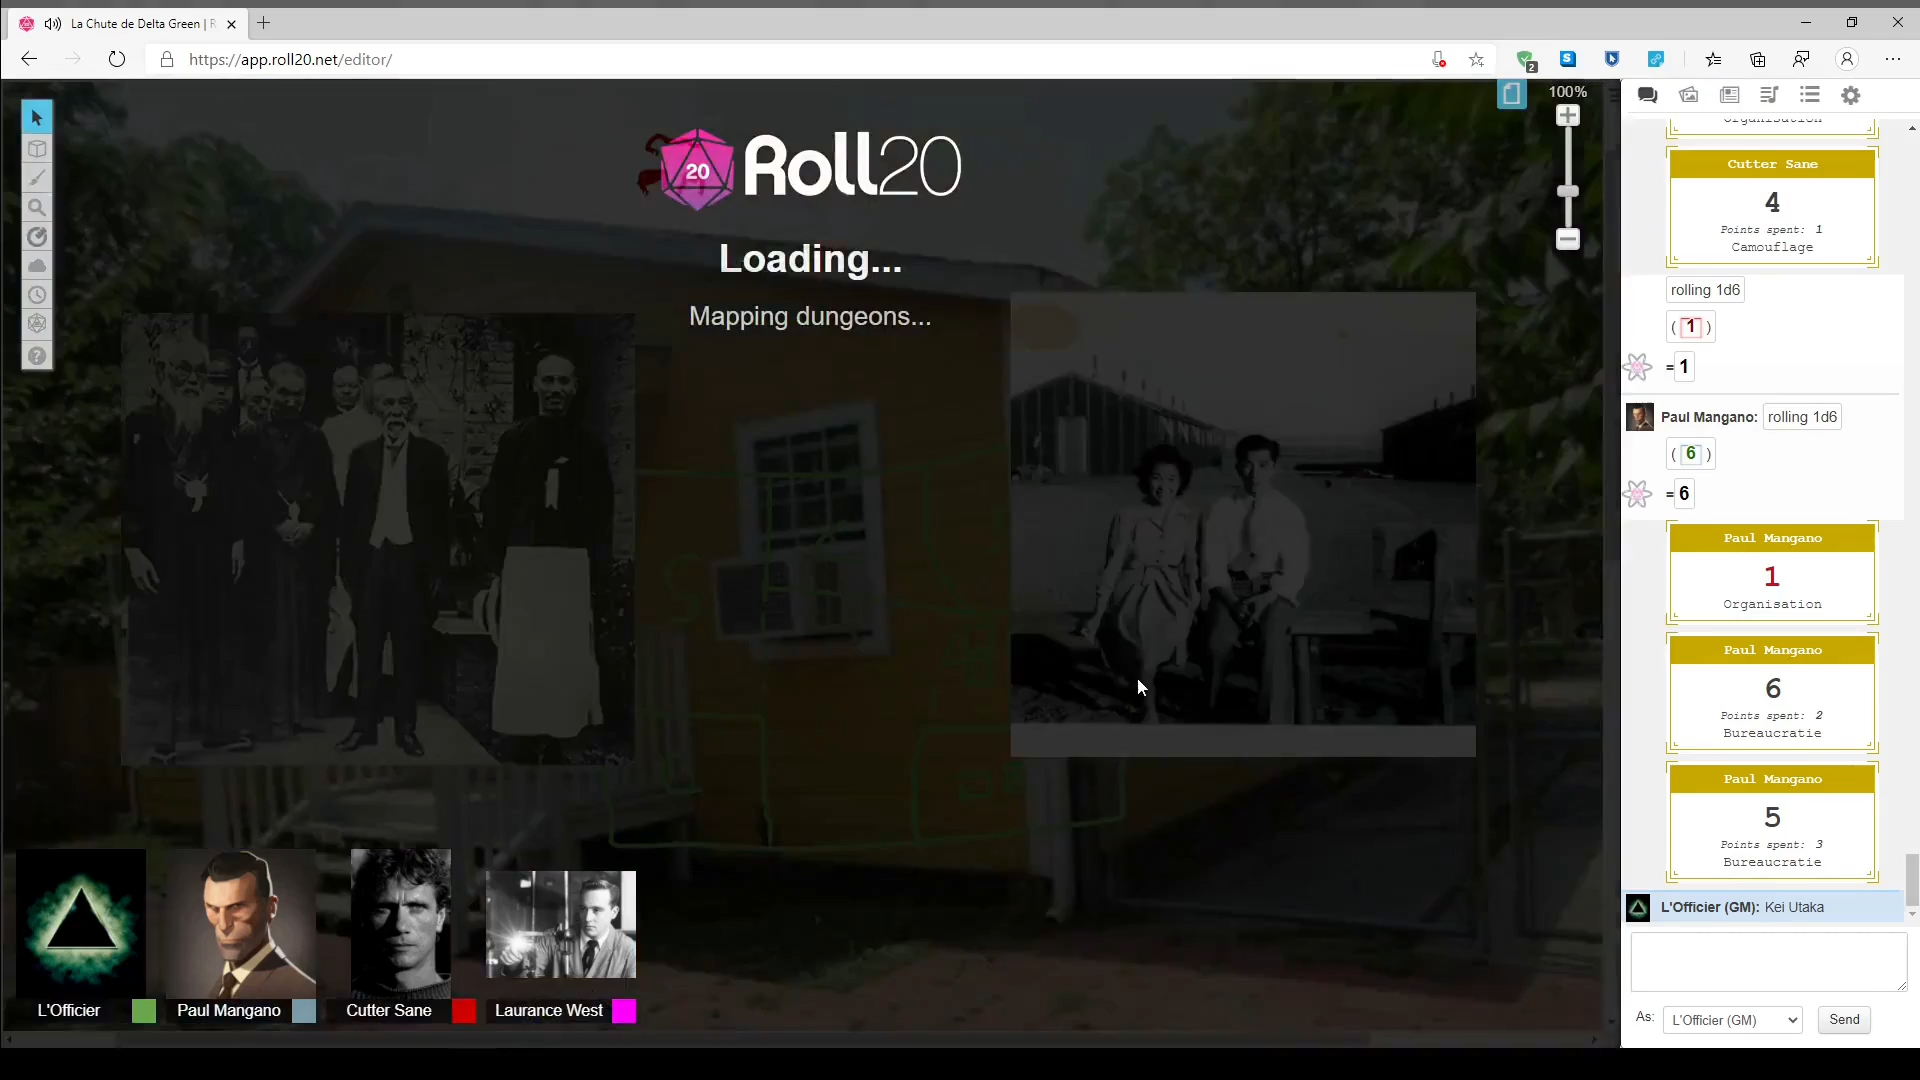 La Chute de Delta Green | R
https://app.roll20.net/editor/
2
100%
20
Roll20
Loading...
Mapping dungeons...
Organisation
Cutter Sane
4
Points spent: 1
Camouflage
rolling 1d6
( 1 )
=1
Paul Mangano: rolling 1d6
( 6 )
=6
Paul Mangano
1
Organisation
Paul Mangano
6
Points spent: 2
Bureaucratie
Paul Mangano
5
Points spent: 3
Bureaucratie
L'Officier (GM): Kei Utaka
As: L'Officier (GM) Send
L'Officier Paul Mangano Cutter Sane Laurance West